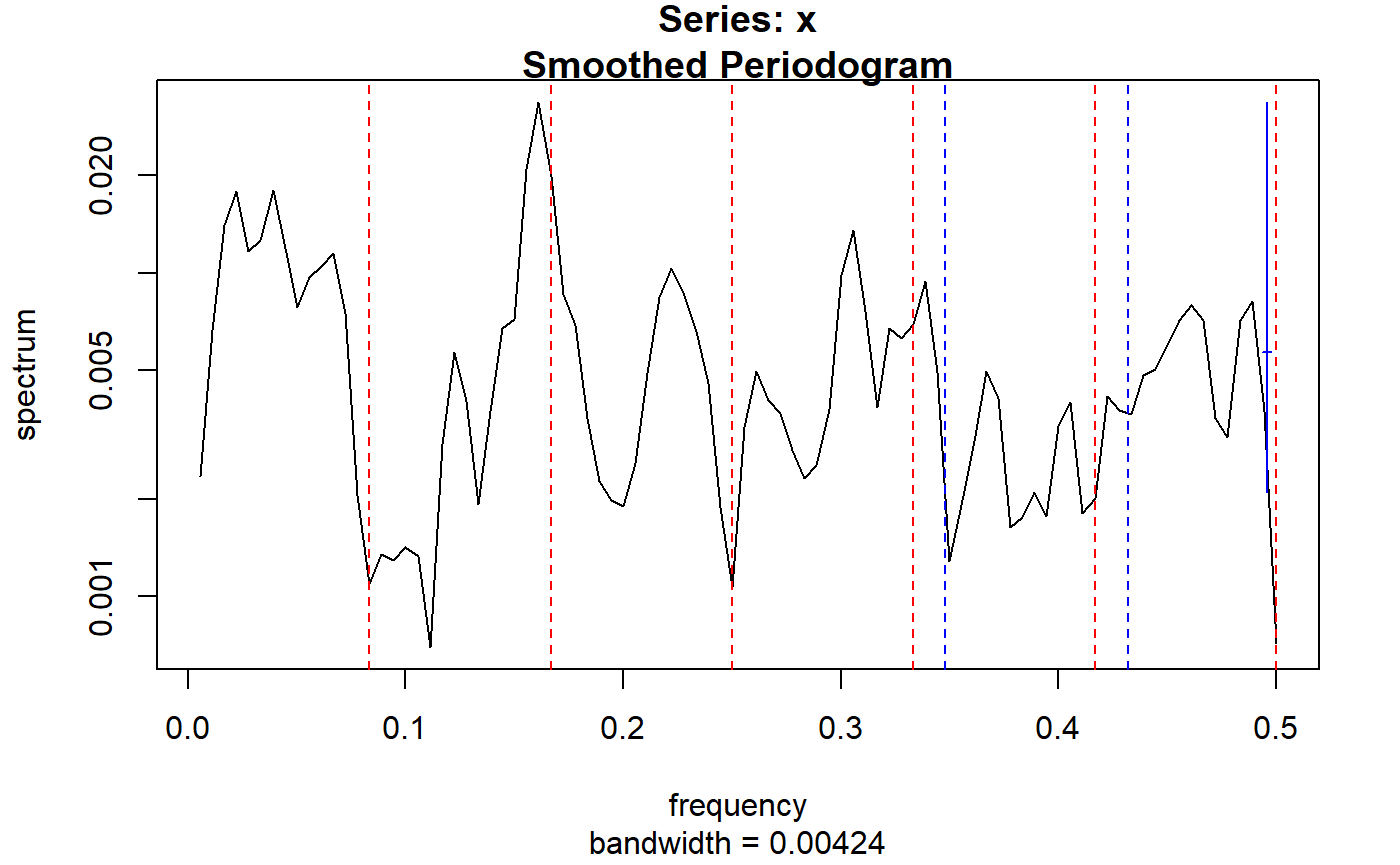 Series: x
Smoothed Periodogram
spectrum
0.020
0.005
0.001
0.0 0.1 0.2 0.3 0.4 0.5
frequency
bandwidth = 0.00424